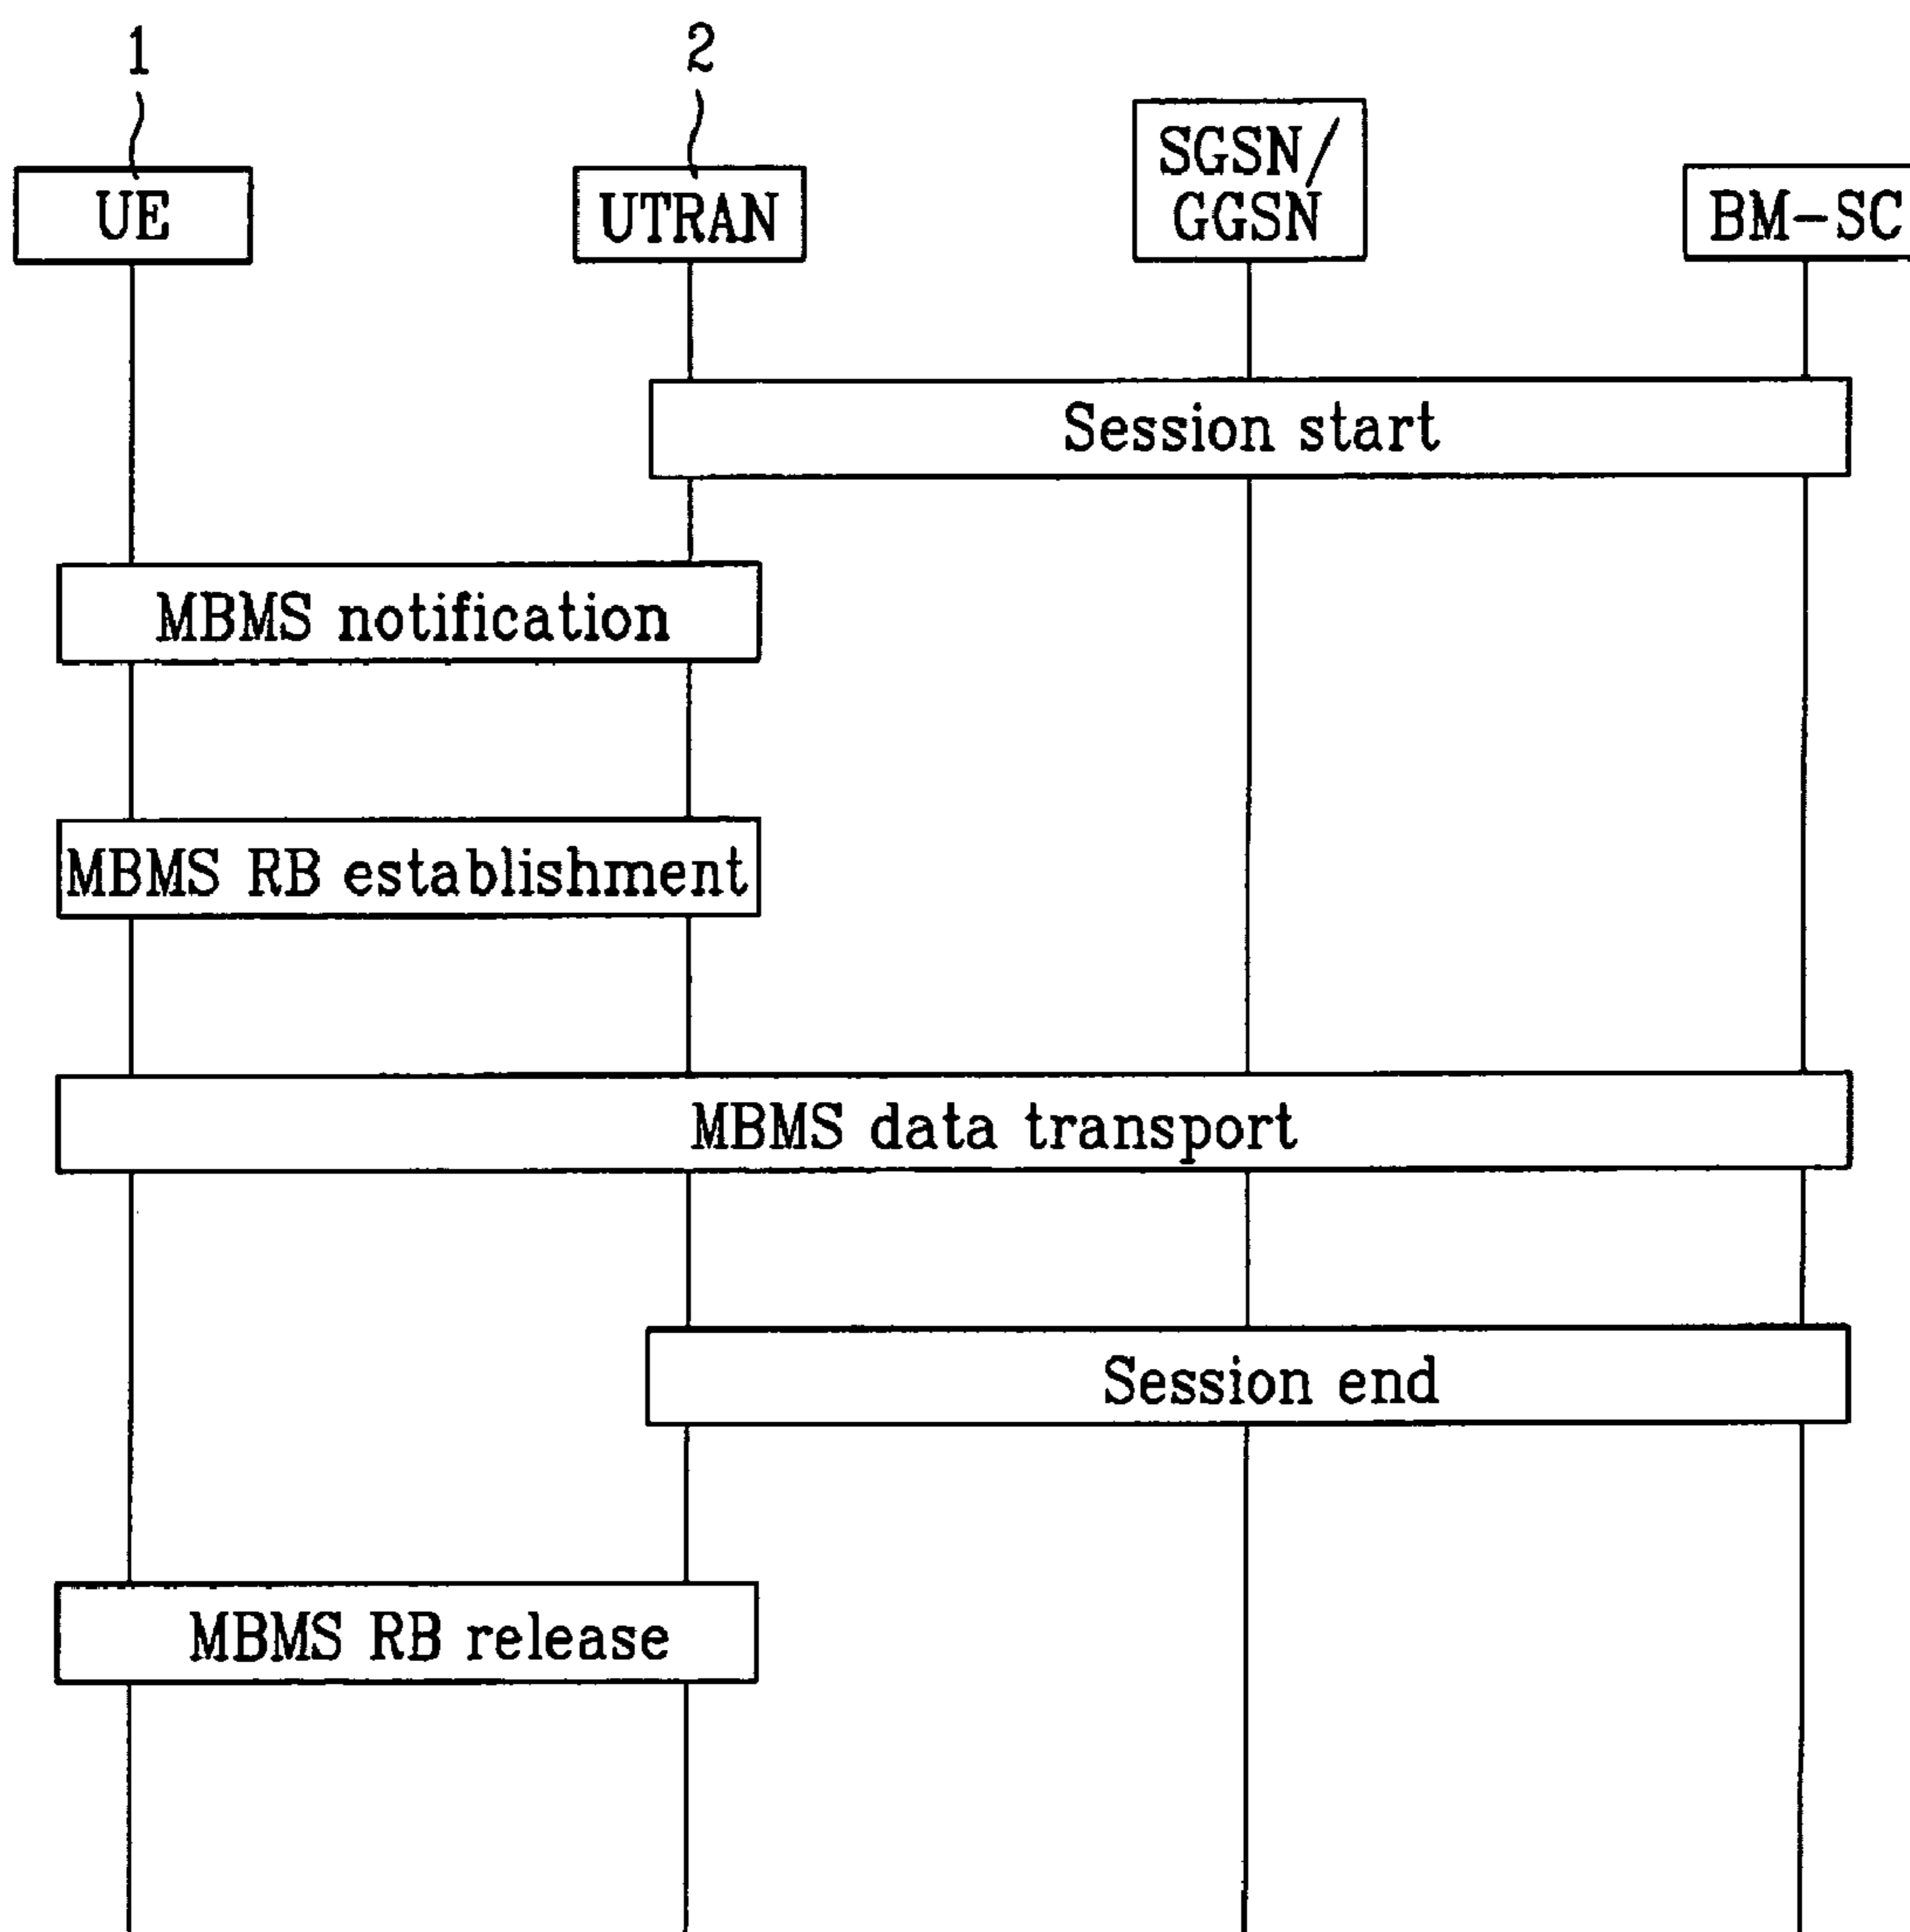 1
2
UE
UTRAN
SGSN/
GGSN
BM-SC
Session start
MBMS notification
MBMS RB establishment
MBMS data transport
Session end
MBMS RB release